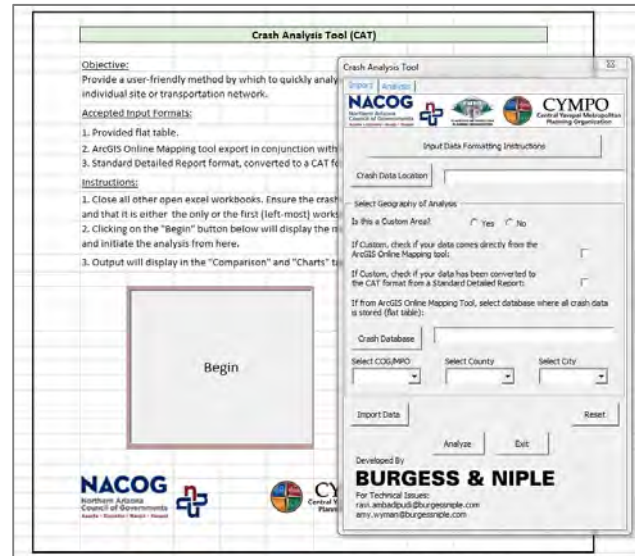 Crash Analysis Tool (CAT)
Objective:
Provide a user-friendly method by which to quickly analy
individual site or transportation network.
Accepted Input Formats:
1. Provided flat table.
2. ArcGIS Online Mapping tool export in conjunction with
3. Standard Detailed Report format, converted to a CAT fo
Instructions:
1. Close all other open excel workbooks. Ensure the crash
and that it is either the only or the first (left-most) works
2. Clicking on the "Begin" button below will display the m
and initiate the analysis from here.
3. Output will display in the "Comparison" and "Charts" t
Begin
NACOG
Northern Arizona
Council of Governments
CY
Central Y
Plann
Crash Analysis Tool
Import Analysis
NACOG
Northern Arizona
Council of Governments
CYMPO
Central Yavapai Metropolitan
Planning Organization
Input Data Formatting Instructions
Crash Data Location
Select Geography of Analysis
Is this a Custom Area? Yes No
If Custom, check if your data comes directly from the
ArcGIS Online Mapping tool:
If Custom, check if your data has been converted to
the CAT format from a Standard Detailed Report:
If from ArcGIS Online Mapping Tool, select database where all crash data
is stored (flat table):
Crash Database
Select COG/MPO Select County Select City
Import Data Reset
Analyze Exit
Developed By
BURGESS & NIPLE
For Technical Issues:
ravi.ambadipudi@burgessniple.com
amy.wyman@burgessniple.com